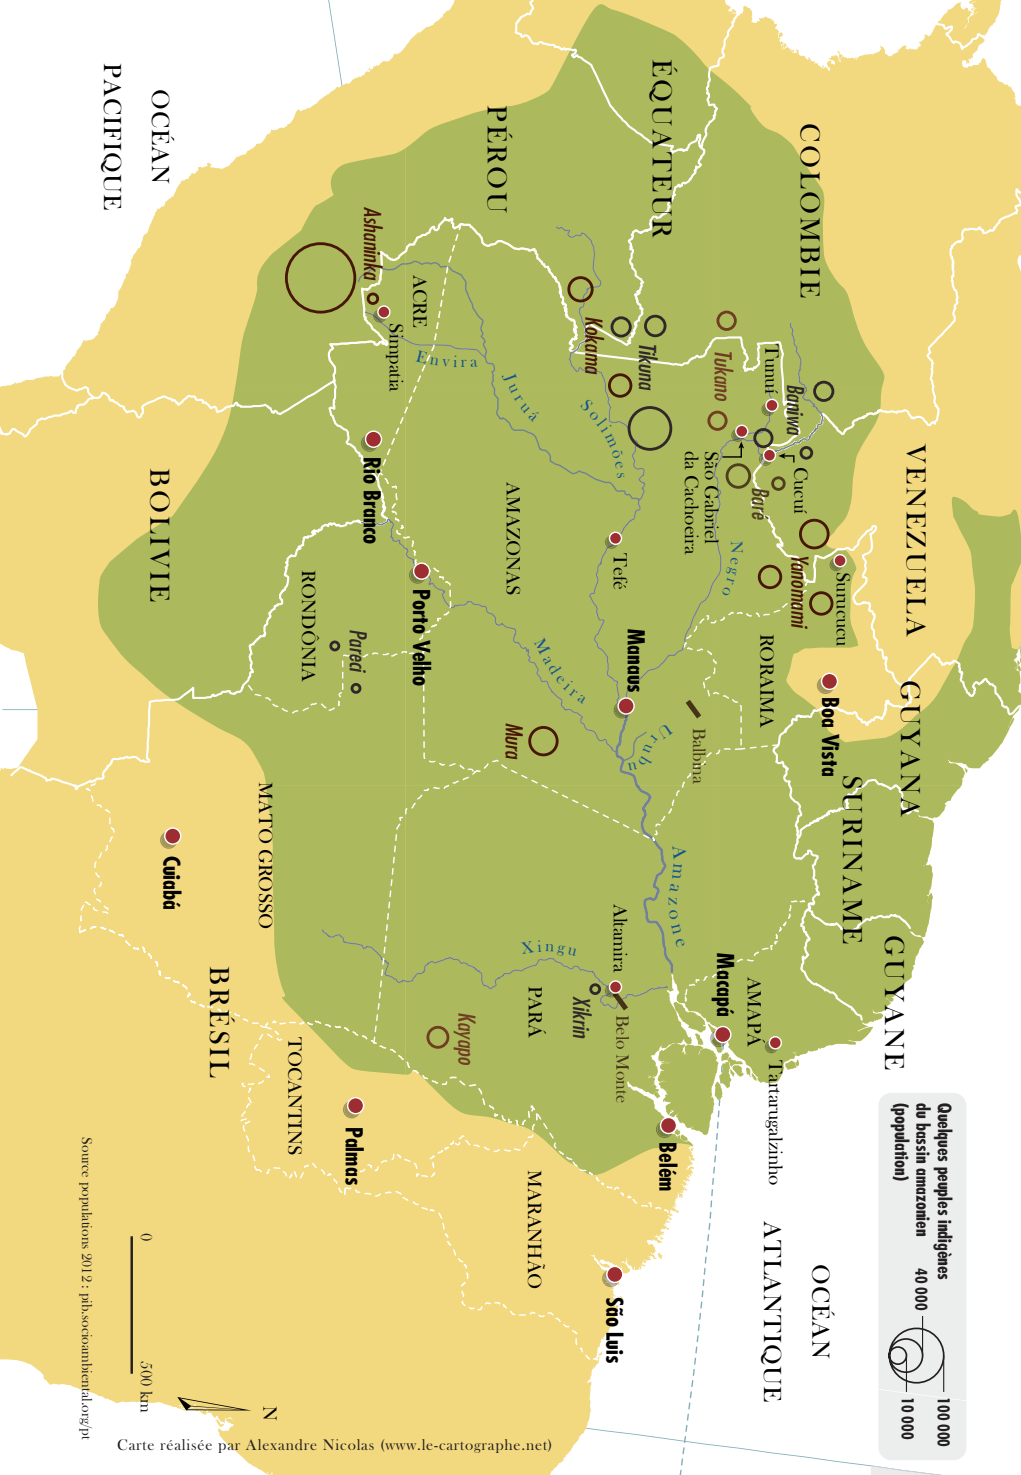 OCÉAN
PACIFIQUE
ÉQUATEUR
COLOMBIE
PÉROU
VENEZUELA
GUYANA
SURINAME
GUYANE
BOLIVIE
BRÉSIL
OCÉAN
ATLANTIQUE
Ashaninka
ACRE
Simpatia
Envira
Juruá
Kokama
Tikuna
Solimões
Tukano
Tunuí
Baniwa
Cucuí
São Gabriel
da Cachoeira
Baré
Negro
Yanomami
Surucucu
RORAIMA
Boa Vista
Rio Branco
AMAZONAS
Tefé
Manaus
Porto Velho
RONDÔNIA
Pareci
Madeira
Mura
Urubu
Balbina
Amazone
MATO GROSSO
Cuiabá
Altamira
Xingu
PARÁ
Xikrin
Belo Monte
Kayapo
Macapá
AMAPÁ
Tartarugalzinho
TOCANTINS
Palmas
Belém
MARANHÃO
São Luis
Quelques peuples indigènes
du bassin amazonien
(population)
40 000
100 000
10 000
0
500 km
N
Source populations 2012 : pib.socioambiental.org/pt
Carte réalisée par Alexandre Nicolas (www.le-cartographe.net)